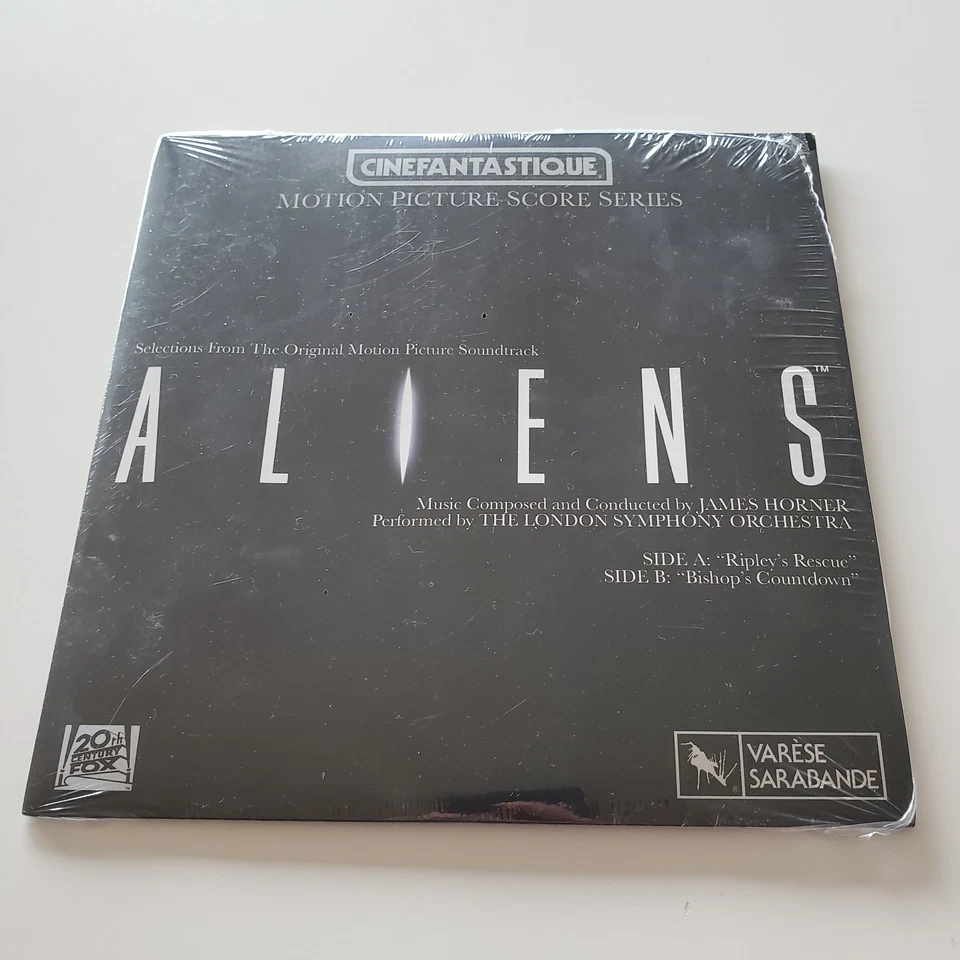 CINEFANTASTIQUE
MOTION PICTURE SCORE SERIES
Selections From The Original Motion Picture Soundtrack
ALIENS™
Music Composed and Conducted by JAMES HORNER
Performed by THE LONDON SYMPHONY ORCHESTRA
SIDE A: “Ripley’s Rescue”
SIDE B: “Bishop’s Countdown”
20th
CENTURY
FOX
™
VARÈSE
SARABANDE
®